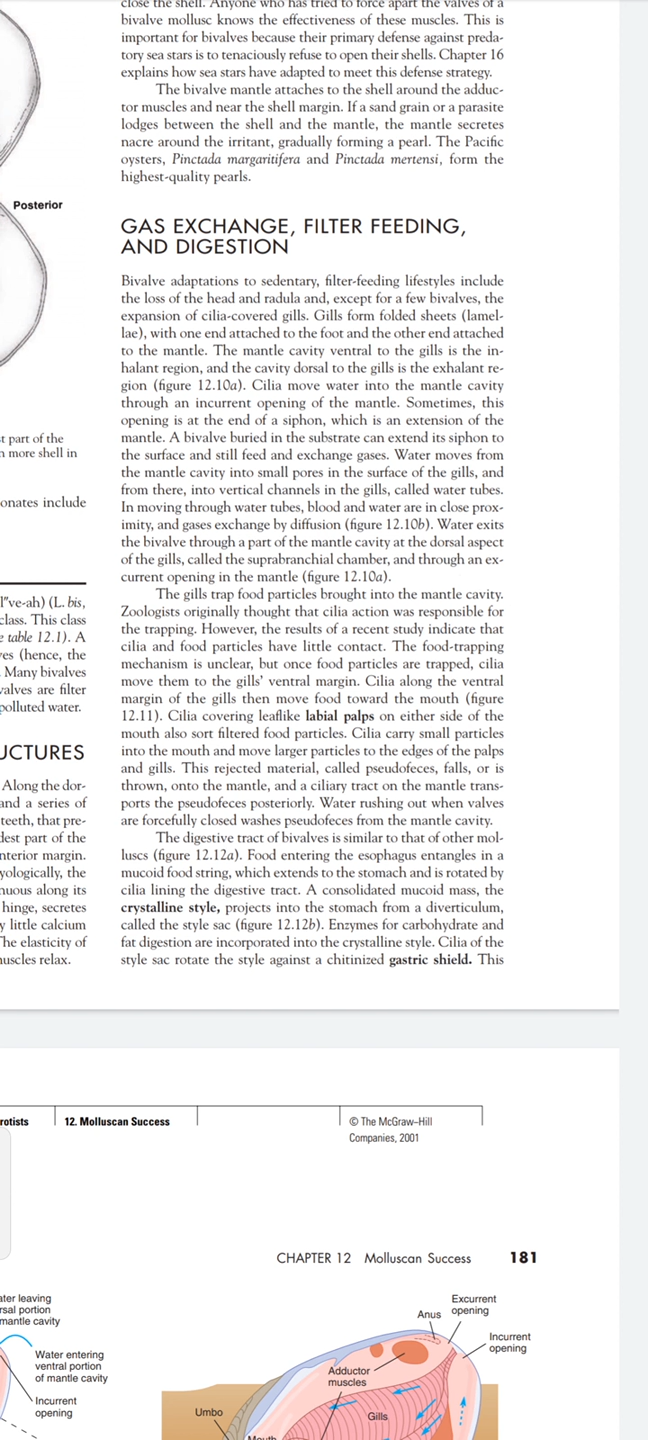 Posterior
st part of the
n more shell in
onates include
l″ve-ah) (L. bis,
class. This class
e table 12.1). A
ves (hence, the
. Many bivalves
valves are filter
polluted water.
UCTURES
Along the dor-
and a series of
teeth, that pre-
dest part of the
nterior margin.
yologically, the
nuous along its
hinge, secretes
y little calcium
The elasticity of
nuscles relax.
close the shell. Anyone who has tried to force apart the valves of a
bivalve mollusc knows the effectiveness of these muscles. This is
important for bivalves because their primary defense against preda-
tory sea stars is to tenaciously refuse to open their shells. Chapter 16
explains how sea stars have adapted to meet this defense strategy.
The bivalve mantle attaches to the shell around the adduc-
tor muscles and near the shell margin. If a sand grain or a parasite
lodges between the shell and the mantle, the mantle secretes
nacre around the irritant, gradually forming a pearl. The Pacific
oysters, Pinctada margaritifera and Pinctada mertensi, form the
highest-quality pearls.
GAS EXCHANGE, FILTER FEEDING,
AND DIGESTION
Bivalve adaptations to sedentary, filter-feeding lifestyles include
the loss of the head and radula and, except for a few bivalves, the
expansion of cilia-covered gills. Gills form folded sheets (lamel-
lae), with one end attached to the foot and the other end attached
to the mantle. The mantle cavity ventral to the gills is the in-
halant region, and the cavity dorsal to the gills is the exhalant re-
gion (figure 12.10a). Cilia move water into the mantle cavity
through an incurrent opening of the mantle. Sometimes, this
opening is at the end of a siphon, which is an extension of the
mantle. A bivalve buried in the substrate can extend its siphon to
the surface and still feed and exchange gases. Water moves from
the mantle cavity into small pores in the surface of the gills, and
from there, into vertical channels in the gills, called water tubes.
In moving through water tubes, blood and water are in close prox-
imity, and gases exchange by diffusion (figure 12.10b). Water exits
the bivalve through a part of the mantle cavity at the dorsal aspect
of the gills, called the suprabranchial chamber, and through an ex-
current opening in the mantle (figure 12.10a).
The gills trap food particles brought into the mantle cavity.
Zoologists originally thought that cilia action was responsible for
the trapping. However, the results of a recent study indicate that
cilia and food particles have little contact. The food-trapping
mechanism is unclear, but once food particles are trapped, cilia
move them to the gills' ventral margin. Cilia along the ventral
margin of the gills then move food toward the mouth (figure
12.11). Cilia covering leaflike labial palps on either side of the
mouth also sort filtered food particles. Cilia carry small particles
into the mouth and move larger particles to the edges of the palps
and gills. This rejected material, called pseudofeces, falls, or is
thrown, onto the mantle, and a ciliary tract on the mantle trans-
ports the pseudofeces posteriorly. Water rushing out when valves
are forcefully closed washes pseudofeces from the mantle cavity.
The digestive tract of bivalves is similar to that of other mol-
luscs (figure 12.12a). Food entering the esophagus entangles in a
mucoid food string, which extends to the stomach and is rotated by
cilia lining the digestive tract. A consolidated mucoid mass, the
crystalline style, projects into the stomach from a diverticulum,
called the style sac (figure 12.12b). Enzymes for carbohydrate and
fat digestion are incorporated into the crystalline style. Cilia of the
style sac rotate the style against a chitinized gastric shield. This
rotists
12. Molluscan Success
© The McGraw−Hill
Companies, 2001
CHAPTER 12 Molluscan Success 181
ater leaving
rsal portion
mantle cavity
Water entering
ventral portion
of mantle cavity
Incurrent
opening
Excurrent
opening
Anus
Incurrent
opening
Adductor
muscles
Umbo
Gills
Mouth